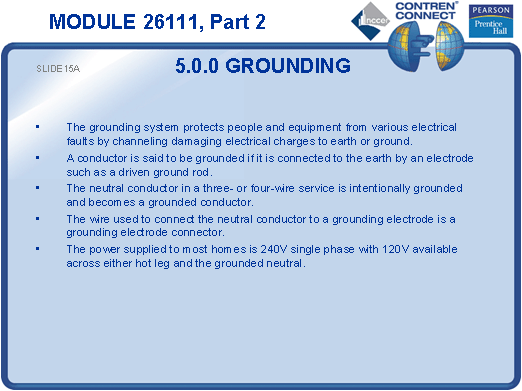 MODULE 26111, Part 2
nccer
CONTREN®
CONNECT
PEARSON
Prentice
Hall
SLIDE 15A
5.0.0 GROUNDING
• The grounding system protects people and equipment from various electrical
faults by channeling damaging electrical charges to earth or ground.
• A conductor is said to be grounded if it is connected to the earth by an electrode
such as a driven ground rod.
• The neutral conductor in a three- or four-wire service is intentionally grounded
and becomes a grounded conductor.
• The wire used to connect the neutral conductor to a grounding electrode is a
grounding electrode connector.
• The power supplied to most homes is 240V single phase with 120V available
across either hot leg and the grounded neutral.